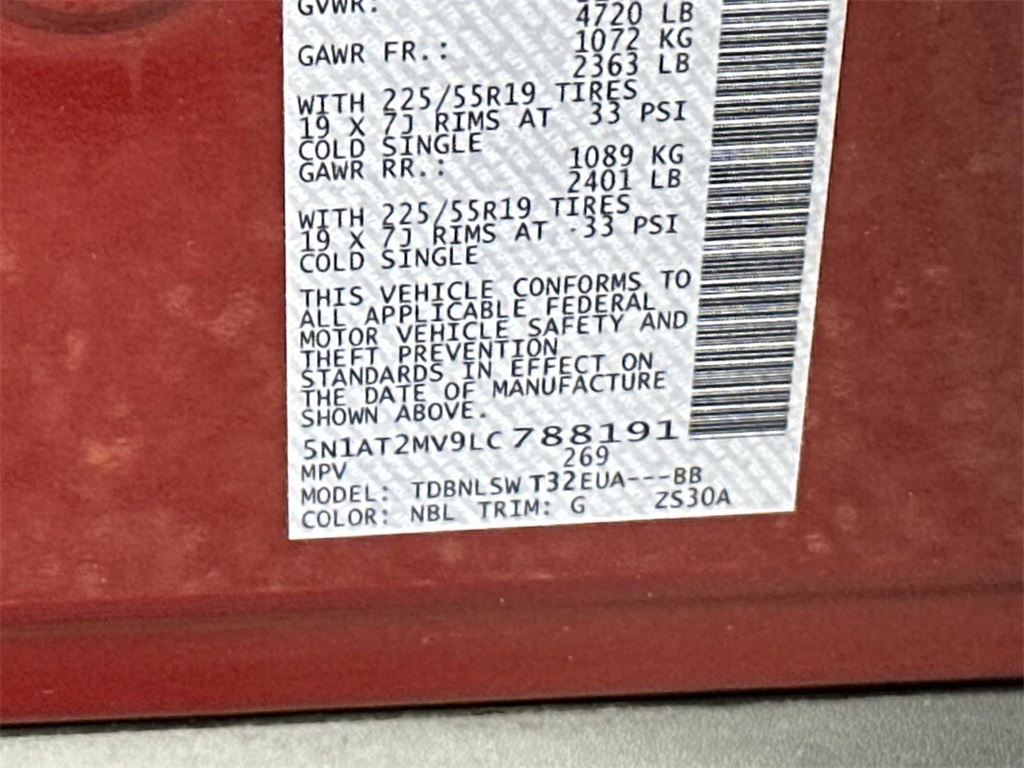 GVWR:
4720 LB
GAWR FR.: 1072 KG
2363 LB
WITH 225/55R19 TIRES
19 X 7J RIMS AT 33 PSI
COLD SINGLE
GAWR RR.: 1089 KG
2401 LB
WITH 225/55R19 TIRES
19 X 7J RIMS AT 33 PSI
COLD SINGLE
THIS VEHICLE CONFORMS TO
ALL APPLICABLE FEDERAL
MOTOR VEHICLE SAFETY AND
THEFT PREVENTION
STANDARDS IN EFFECT ON
THE DATE OF MANUFACTURE
SHOWN ABOVE.
5N1AT2MV9LC788191
MPV 269
MODEL: TDBNLSW T32EUA---BB
COLOR: NBL TRIM: G ZS30A